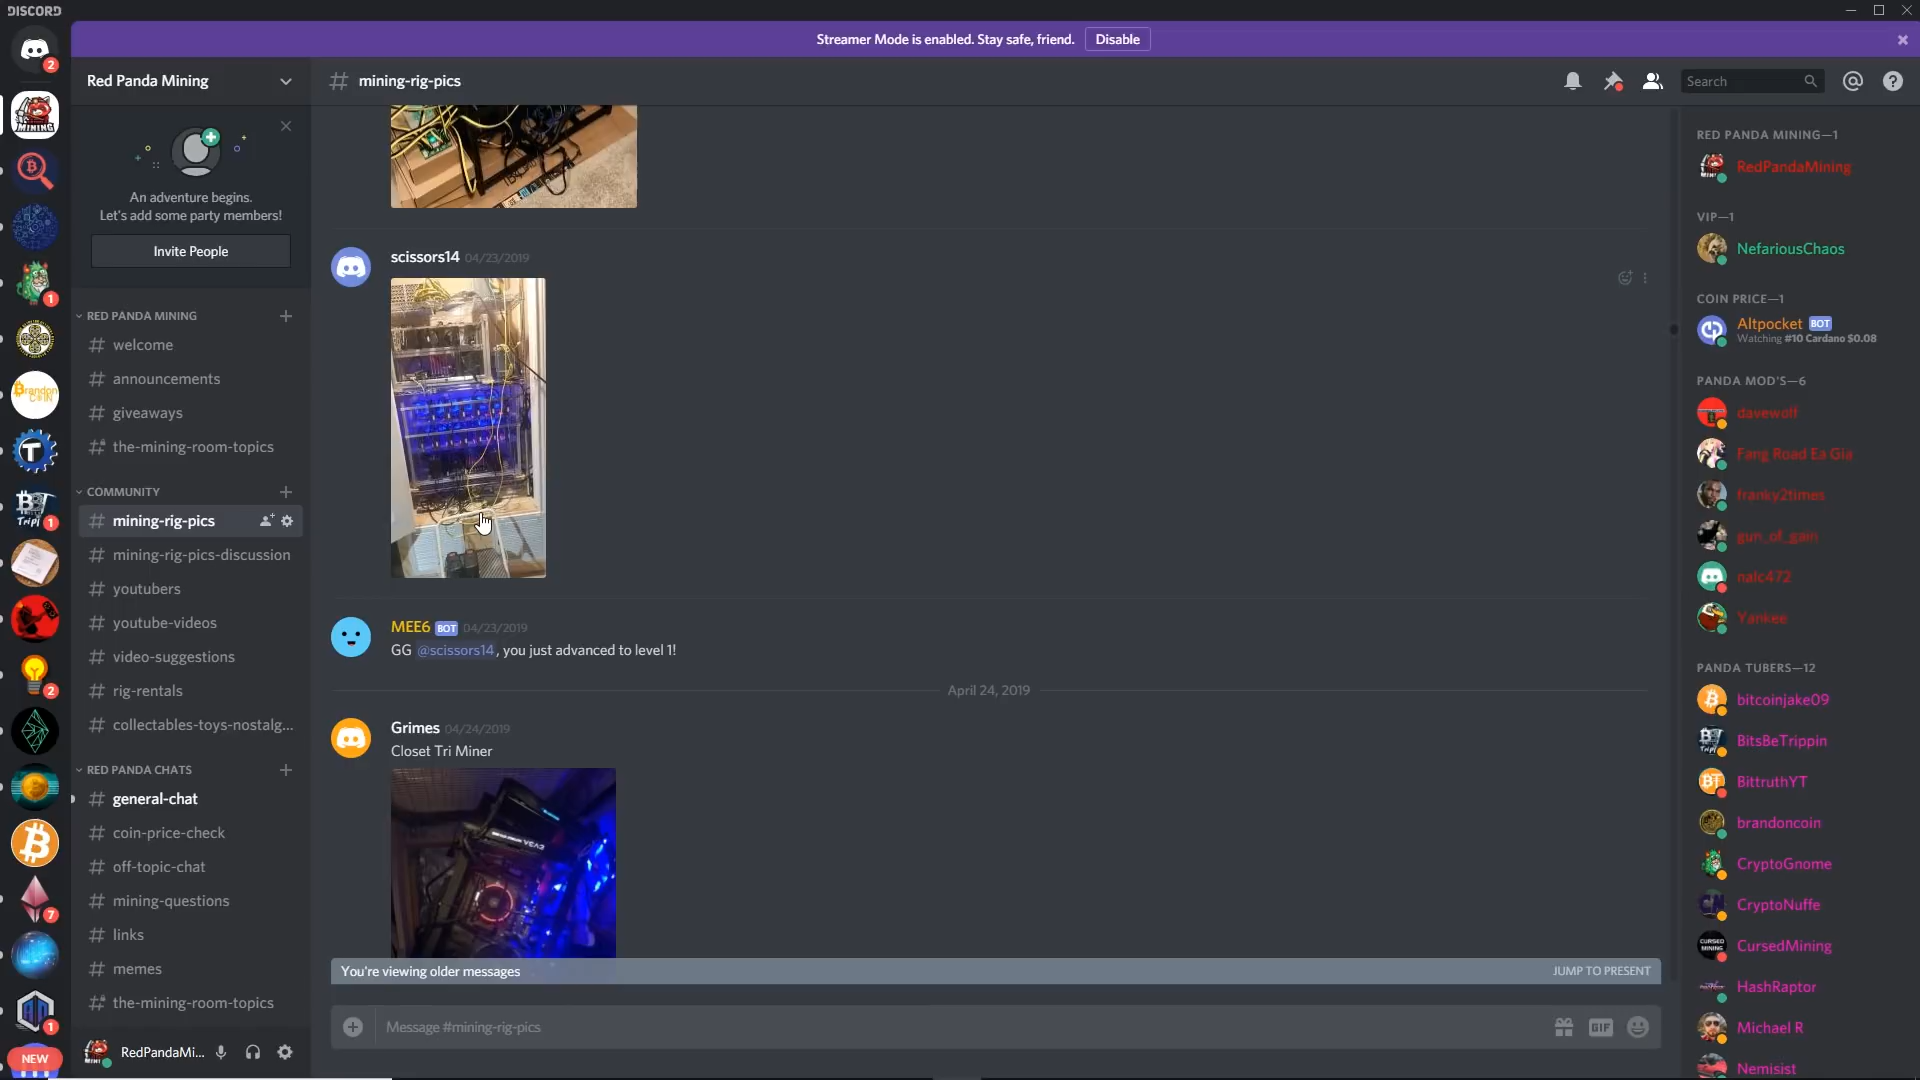 DISCORD
Streamer Mode is enabled. Stay safe, friend.
Disable
2
Red Panda Mining
mining-rig-pics
Search
An adventure begins.
Let's add some party members!
Invite People
RED PANDA MINING
welcome
announcements
giveaways
the-mining-room-topics
COMMUNITY
mining-rig-pics
mining-rig-pics-discussion
youtubers
youtube-videos
video-suggestions
rig-rentals
collectables-toys-nostalg...
RED PANDA CHATS
general-chat
coin-price-check
off-topic-chat
mining-questions
links
memes
the-mining-room-topics
RedPandaMi...
MINING
1
1
2
7
1
NEW
scissors14 04/23/2019
MEE6 BOT 04/23/2019
GG @scissors14, you just advanced to level 1!
April 24, 2019
Grimes 04/24/2019
Closet Tri Miner
You're viewing older messages
JUMP TO PRESENT
Message #mining-rig-pics
GIF
RED PANDA MINING—1
RedPandaMining
VIP—1
NefariousChaos
COIN PRICE—1
Altpocket BOT
Watching #10 Cardano $0.08
PANDA MOD'S—6
davewolf
Fang Road Ea Gia
franky2times
gun_of_gain
nalc472
Yankee
PANDA TUBERS—12
bitcoinjake09
BitsBeTrippin
BittruthYT
brandoncoin
CryptoGnome
CryptoNuffe
CursedMining
HashRaptor
Michael R
Nemisist